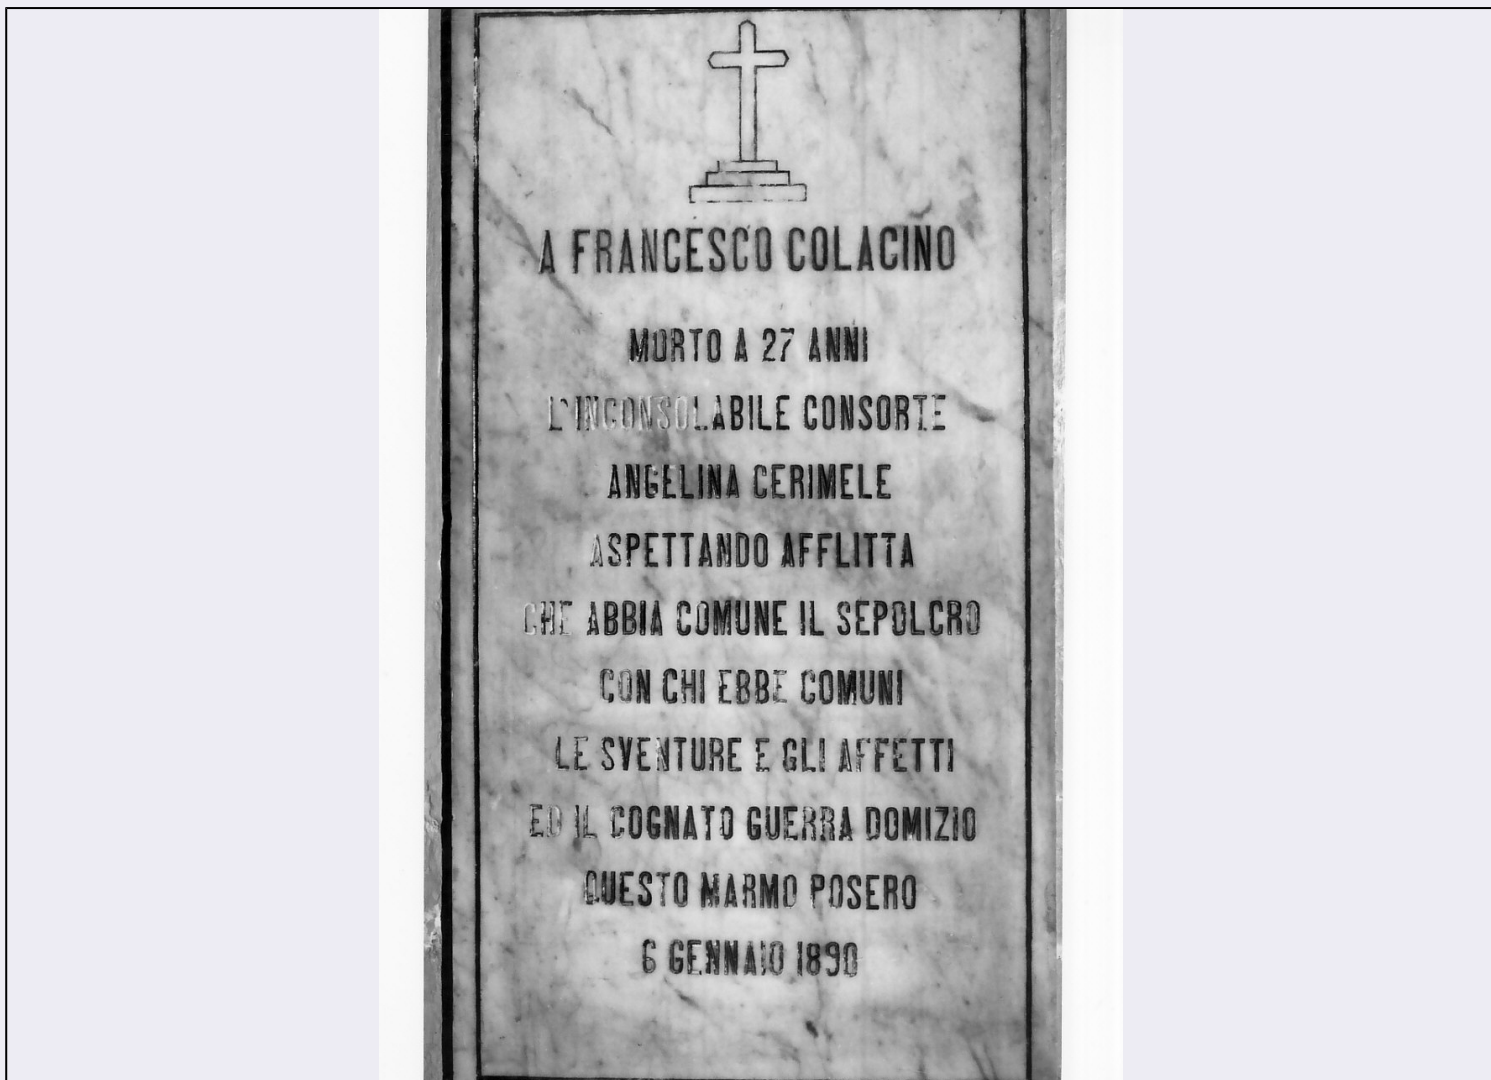 A FRANCESCO COLACINO
MORTO A 27 ANNI
L'INCONSOLABILE CONSORTE
ANGELINA CERIMELE
ASPETTANDO AFFLITTA
CHE ABBIA COMUNE IL SEPOLCRO
CON CHI EBBE COMUNI
LE SVENTURE E GLI AFFETTI
ED IL COGNATO GUERRA DOMIZIO
QUESTO MARMO POSERO
6 GENNAIO 1890